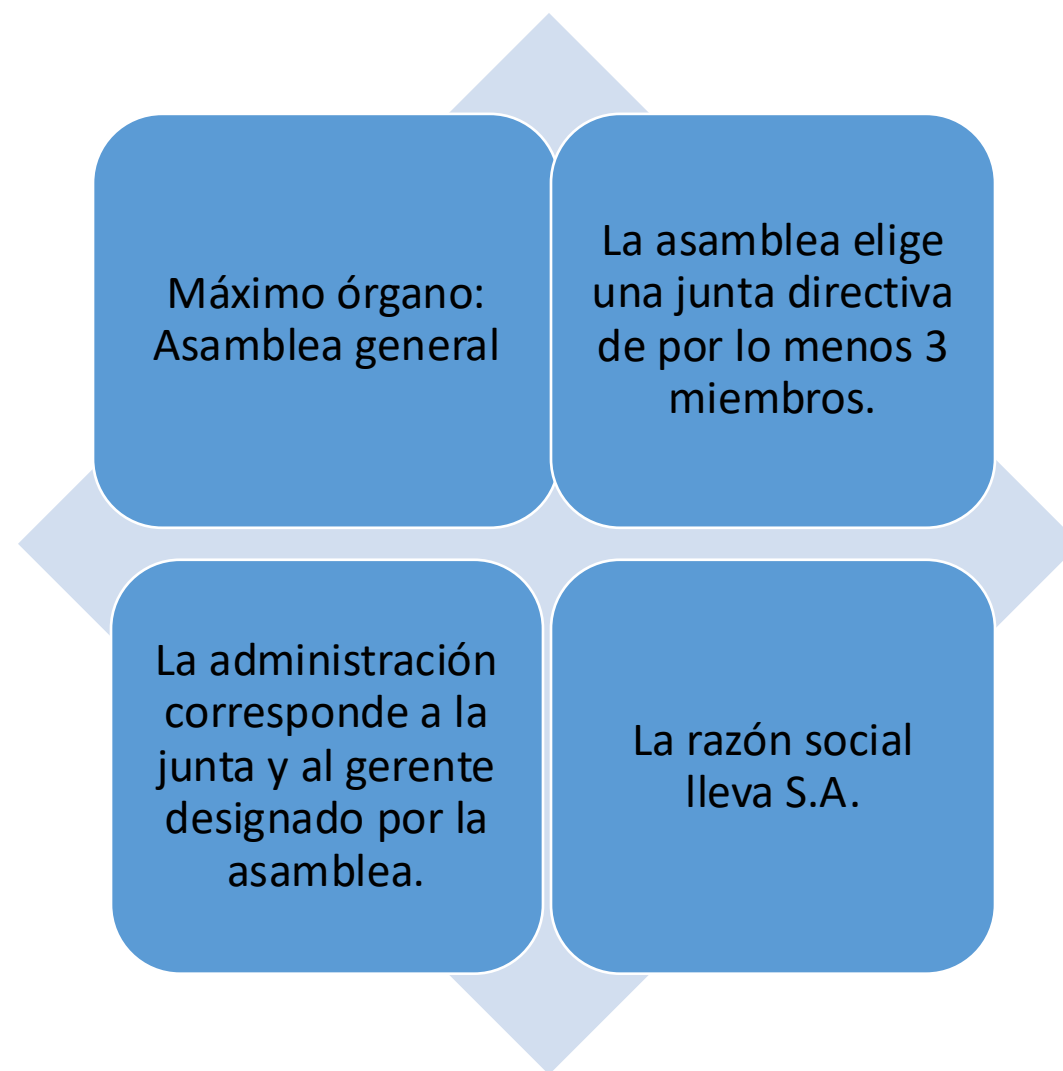 Máximo órgano:
Asamblea general
La asamblea elige
una junta directiva
de por lo menos 3
miembros.
La administración
corresponde a la
junta y al gerente
designado por la
asamblea.
La razón social
lleva S.A.